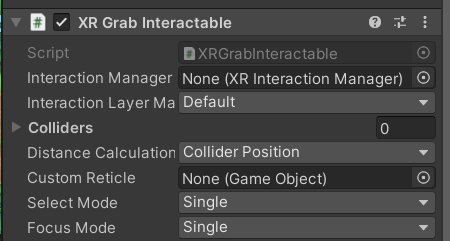 XR Grab Interactable
Script XRGrabInteractable
Interaction Manager None (XR Interaction Manager)
Interaction Layer Ma Default
Colliders 0
Distance Calculation Collider Position
Custom Reticle None (Game Object)
Select Mode Single
Focus Mode Single